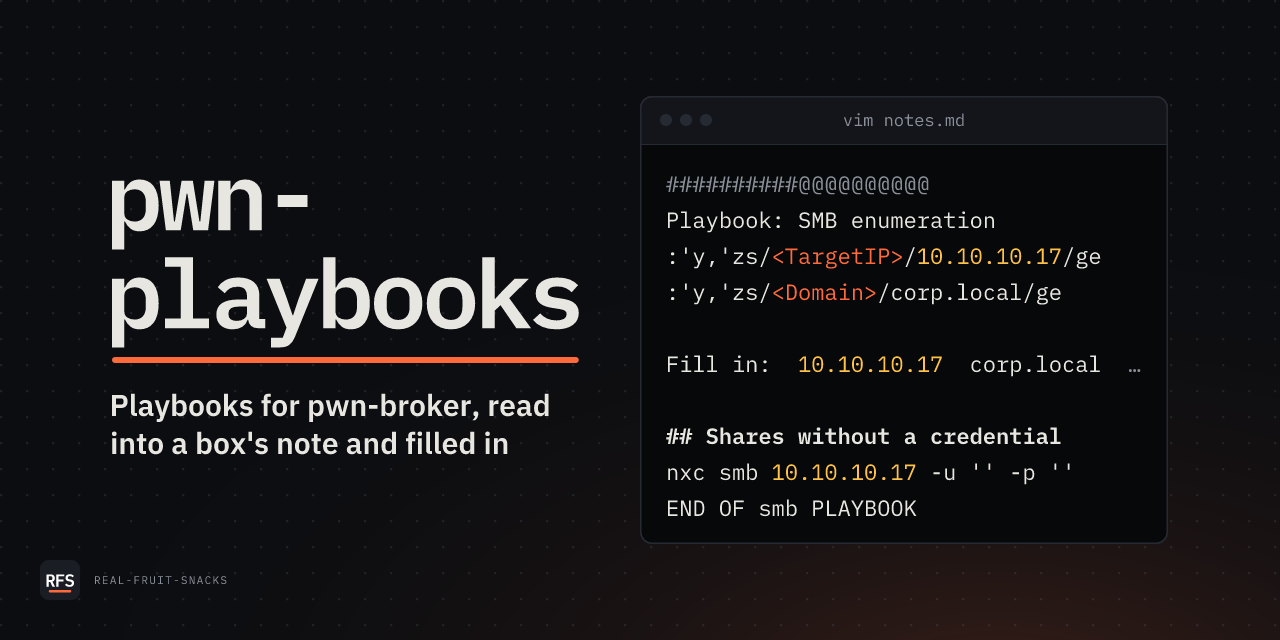 pwn-
playbooks
Playbooks for pwn-broker, read
into a box's note and filled in
RFS
REAL-FRUIT-SNACKS
vim notes.md
##########@@@@@@@@@@
Playbook: SMB enumeration
:'y,'zs/<TargetIP>/10.10.10.17/ge
:'y,'zs/<Domain>/corp.local/ge
Fill in:  10.10.10.17  corp.local  …
## Shares without a credential
nxc smb 10.10.10.17 -u '' -p ''
END OF smb PLAYBOOK